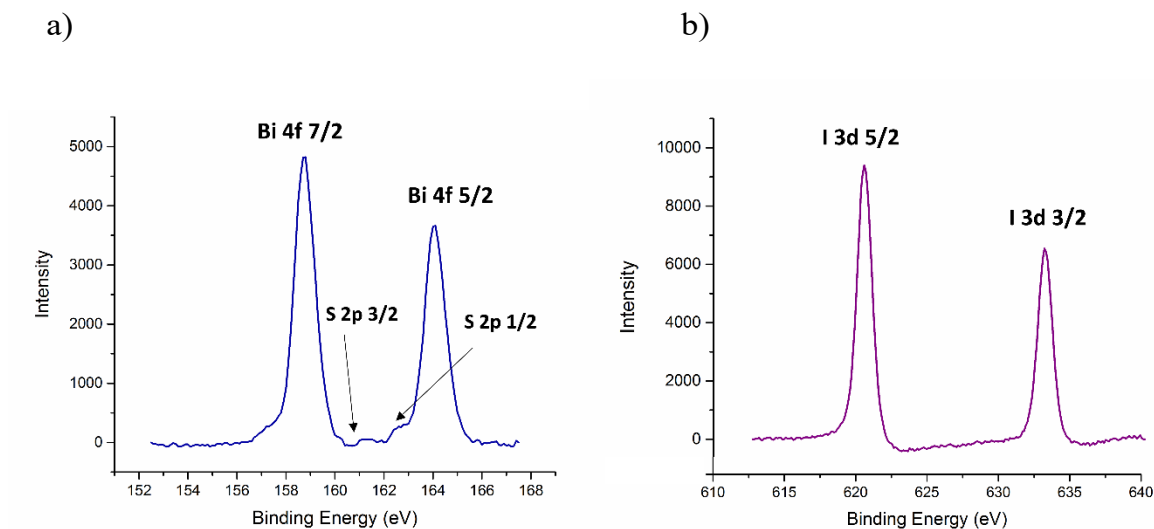 a)
b)
Bi 4f 7/2
Bi 4f 5/2
S 2p 3/2
S 2p 1/2
5000
4000
3000
2000
1000
0
Intensity
152 154 156 158 160 162 164 166 168
Binding Energy (eV)
I 3d 5/2
I 3d 3/2
10000
8000
6000
4000
2000
0
Intensity
610 615 620 625 630 635 640
Binding Energy (eV)